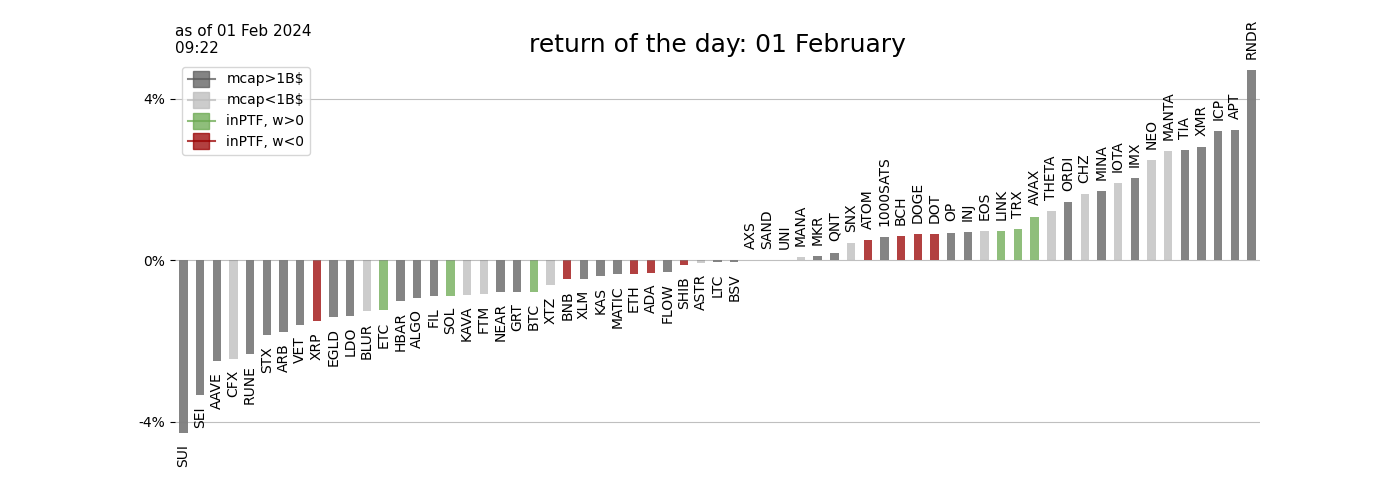 as of 01 Feb 2024
09:22
return of the day: 01 February
mcap>1B$
mcap<1B$
inPTF, w>0
inPTF, w<0
4%
0%
-4%
SUI
SEI
AAVE
CFX
RUNE
STX
ARB
VET
XRP
EGLD
LDO
BLUR
ETC
HBAR
ALGO
FIL
SOL
KAVA
FTM
NEAR
GRT
BTC
XTZ
BNB
XLM
KAS
MATIC
ETH
ADA
FLOW
SHIB
ASTR
LTC
BSV
AXS
SAND
UNI
MANA
MKR
QNT
SNX
ATOM
1000SATS
BCH
DOGE
DOT
OP
INJ
EOS
LINK
TRX
AVAX
THETA
ORDI
CHZ
MINA
IOTA
IMX
NEO
MANTA
TIA
XMR
ICP
APT
RNDR